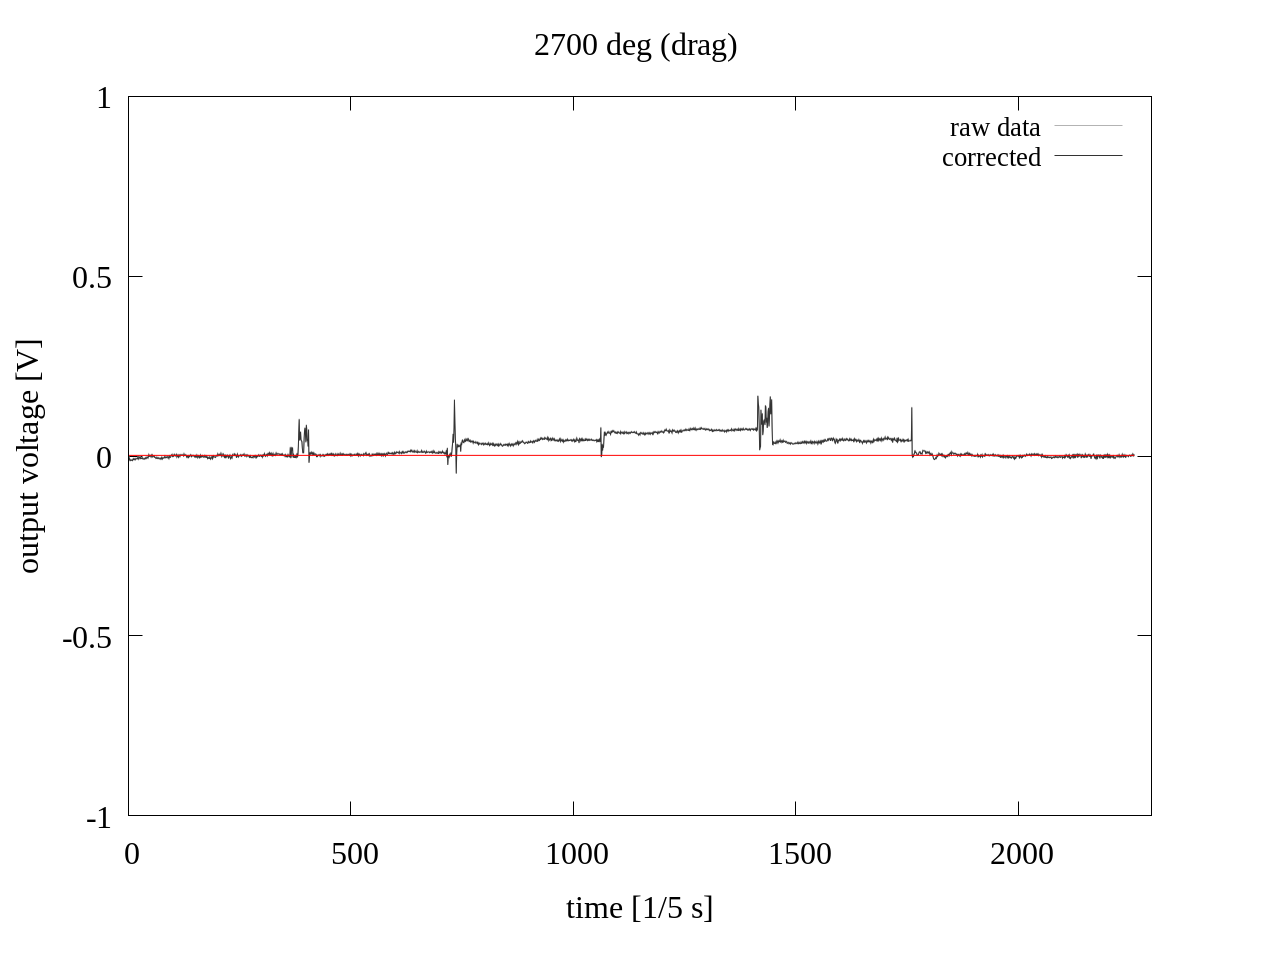 2700 deg (drag)
raw data
corrected
1
0.5
0
-0.5
-1
output voltage [V]
0 500 1000 1500 2000
time [1/5 s]